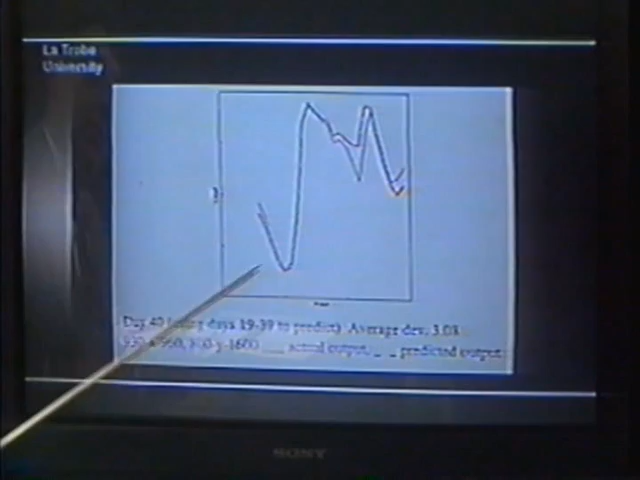 La Trobe
University
Day 40 (using days 19-39 to predict) Average dev. 3.03
actual output, _ _ predicted output.
SONY